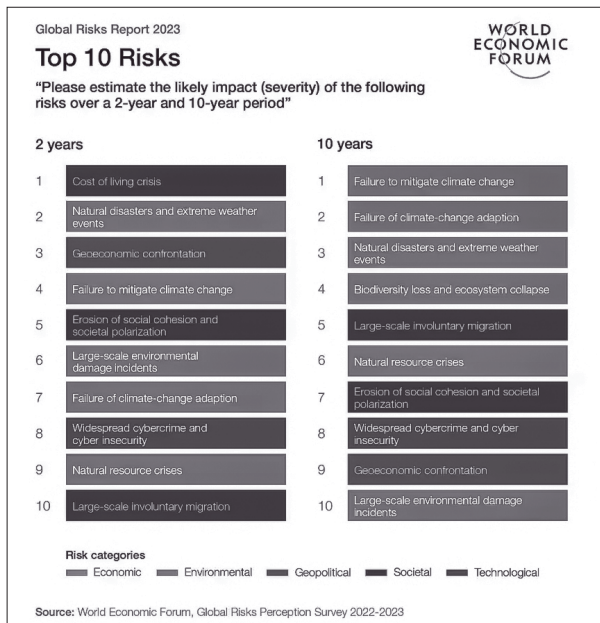 Global Risks Report 2023
WORLD
ECONOMIC
FORUM
Top 10 Risks
“Please estimate the likely impact (severity) of the following
risks over a 2-year and 10-year period”
2 years
1 Cost of living crisis
2 Natural disasters and extreme weather
events
3 Geoeconomic confrontation
4 Failure to mitigate climate change
5 Erosion of social cohesion and
societal polarization
6 Large-scale environmental
damage incidents
7 Failure of climate-change adaption
8 Widespread cybercrime and
cyber insecurity
9 Natural resource crises
10 Large-scale involuntary migration
10 years
1 Failure to mitigate climate change
2 Failure of climate-change adaption
3 Natural disasters and extreme weather
events
4 Biodiversity loss and ecosystem collapse
5 Large-scale involuntary migration
6 Natural resource crises
7 Erosion of social cohesion and societal
polarization
8 Widespread cybercrime and cyber
insecurity
9 Geoeconomic confrontation
10 Large-scale environmental damage
incidents
Risk categories
Economic Environmental Geopolitical Societal Technological
Source: World Economic Forum, Global Risks Perception Survey 2022-2023